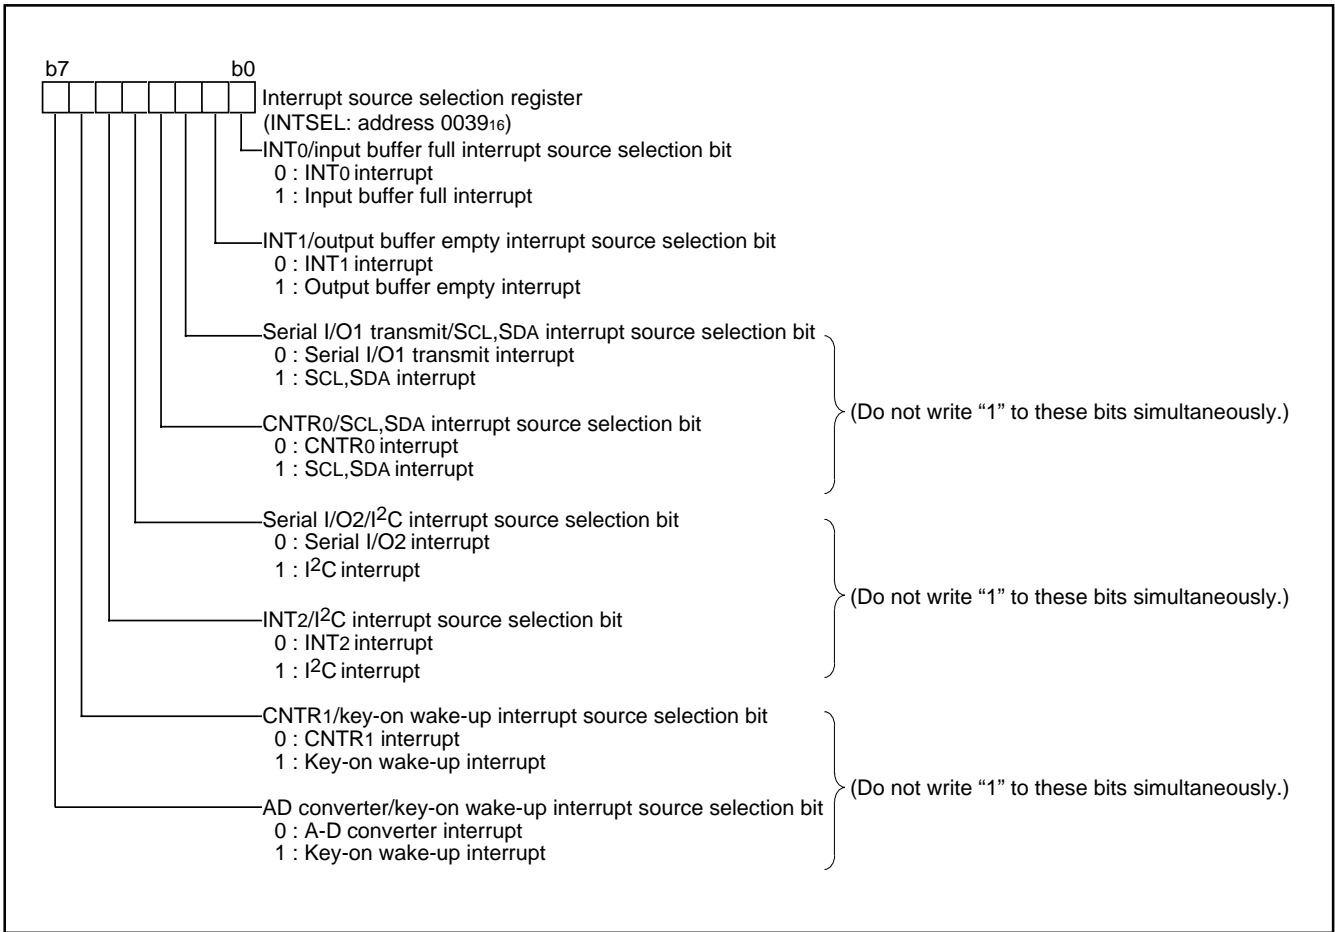 b7 b0
Interrupt source selection register
(INTSEL: address 0039₁₆)
INT0/input buffer full interrupt source selection bit
0 : INT0 interrupt
1 : Input buffer full interrupt
INT1/output buffer empty interrupt source selection bit
0 : INT1 interrupt
1 : Output buffer empty interrupt
Serial I/O1 transmit/SCL,SDA interrupt source selection bit
0 : Serial I/O1 transmit interrupt
1 : SCL,SDA interrupt
(Do not write “1” to these bits simultaneously.)
CNTR0/SCL,SDA interrupt source selection bit
0 : CNTR0 interrupt
1 : SCL,SDA interrupt
Serial I/O2/I²C interrupt source selection bit
0 : Serial I/O2 interrupt
1 : I²C interrupt
(Do not write “1” to these bits simultaneously.)
INT2/I²C interrupt source selection bit
0 : INT2 interrupt
1 : I²C interrupt
CNTR1/key-on wake-up interrupt source selection bit
0 : CNTR1 interrupt
1 : Key-on wake-up interrupt
(Do not write “1” to these bits simultaneously.)
AD converter/key-on wake-up interrupt source selection bit
0 : A-D converter interrupt
1 : Key-on wake-up interrupt